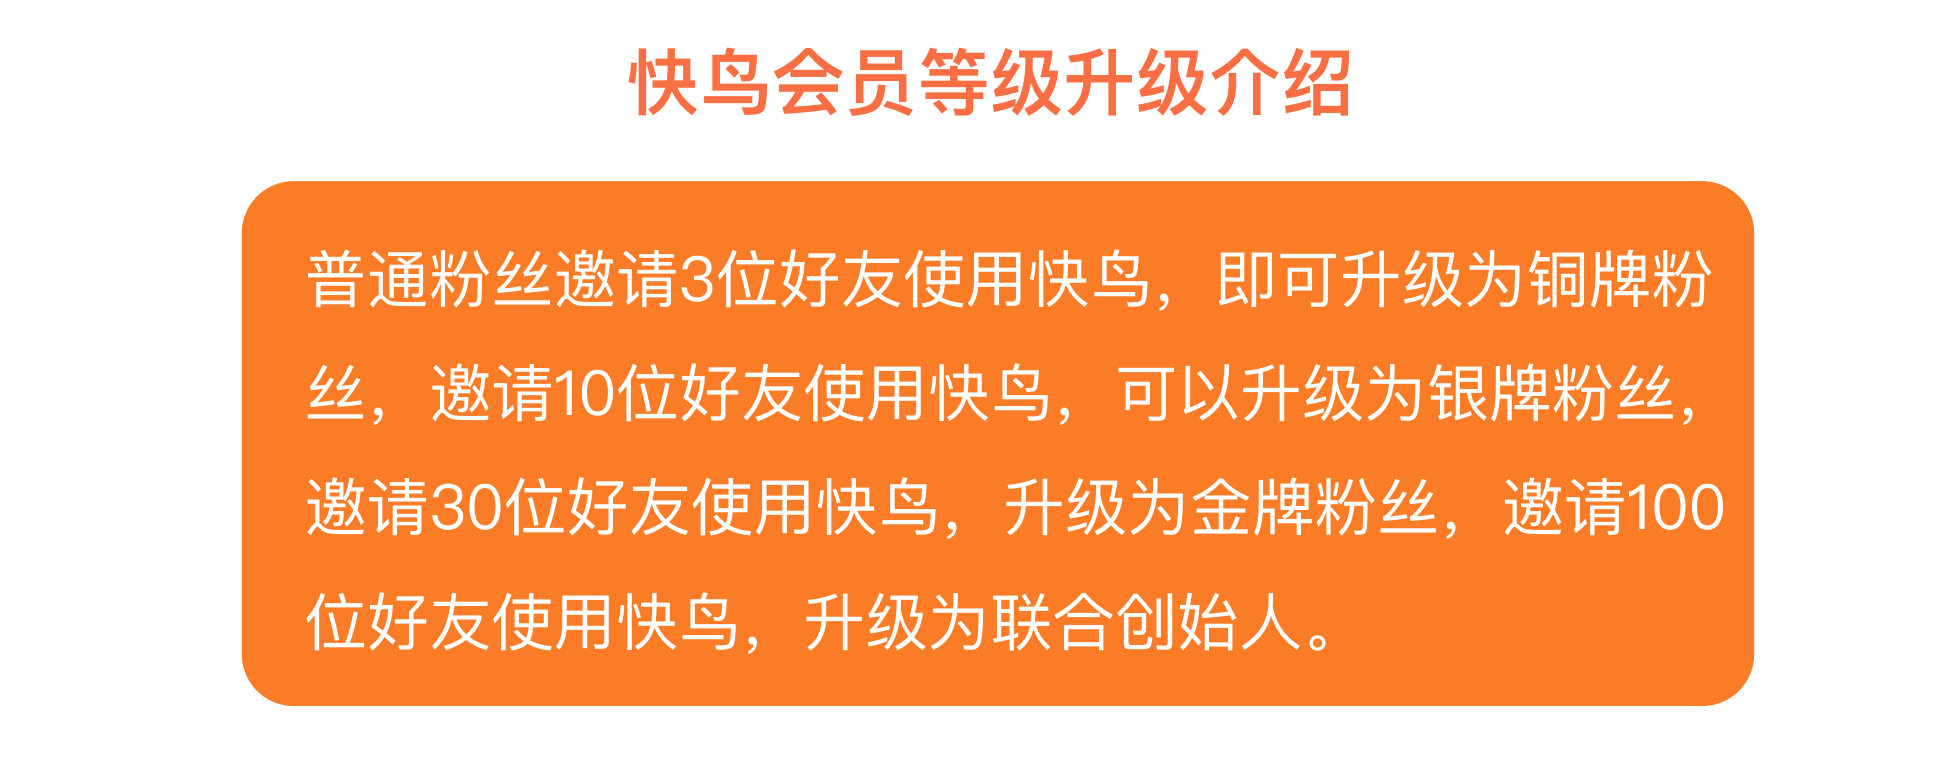 快鸟会员等级升级介绍
普通粉丝邀请3位好友使用快鸟，即可升级为铜牌粉
丝，邀请10位好友使用快鸟，可以升级为银牌粉丝，
邀请30位好友使用快鸟，升级为金牌粉丝，邀请100
位好友使用快鸟，升级为联合创始人。